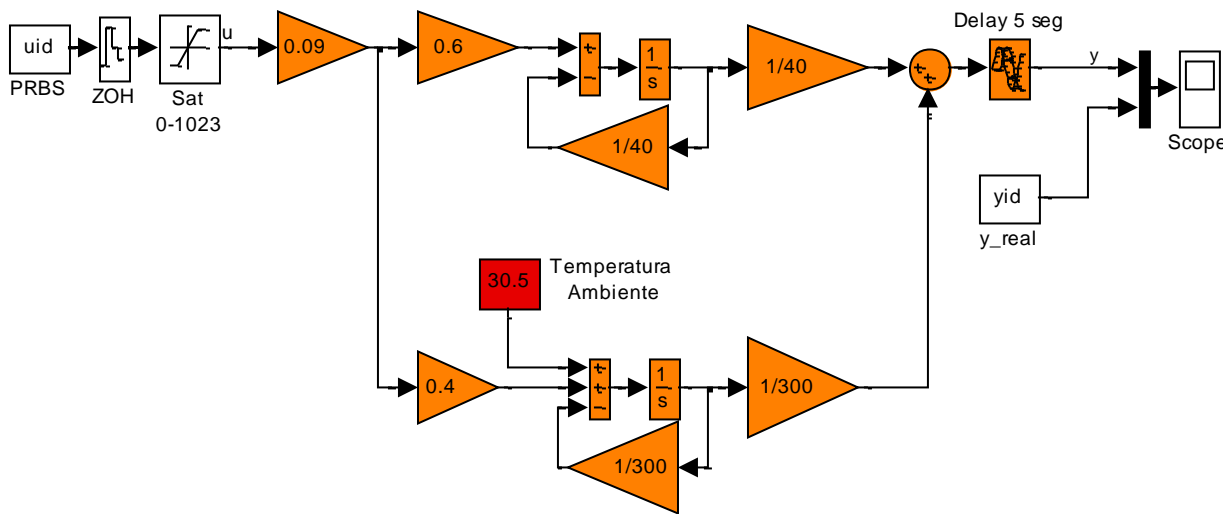 Delay 5 seg
uid
PRBS
ZOH
u
Sat
0-1023
0.09
0.6
+
−
1
s
1/40
1/40
+
+
y
Scope
yid
y_real
30.5
Temperatura
Ambiente
0.4
+
+
−
1
s
1/300
1/300